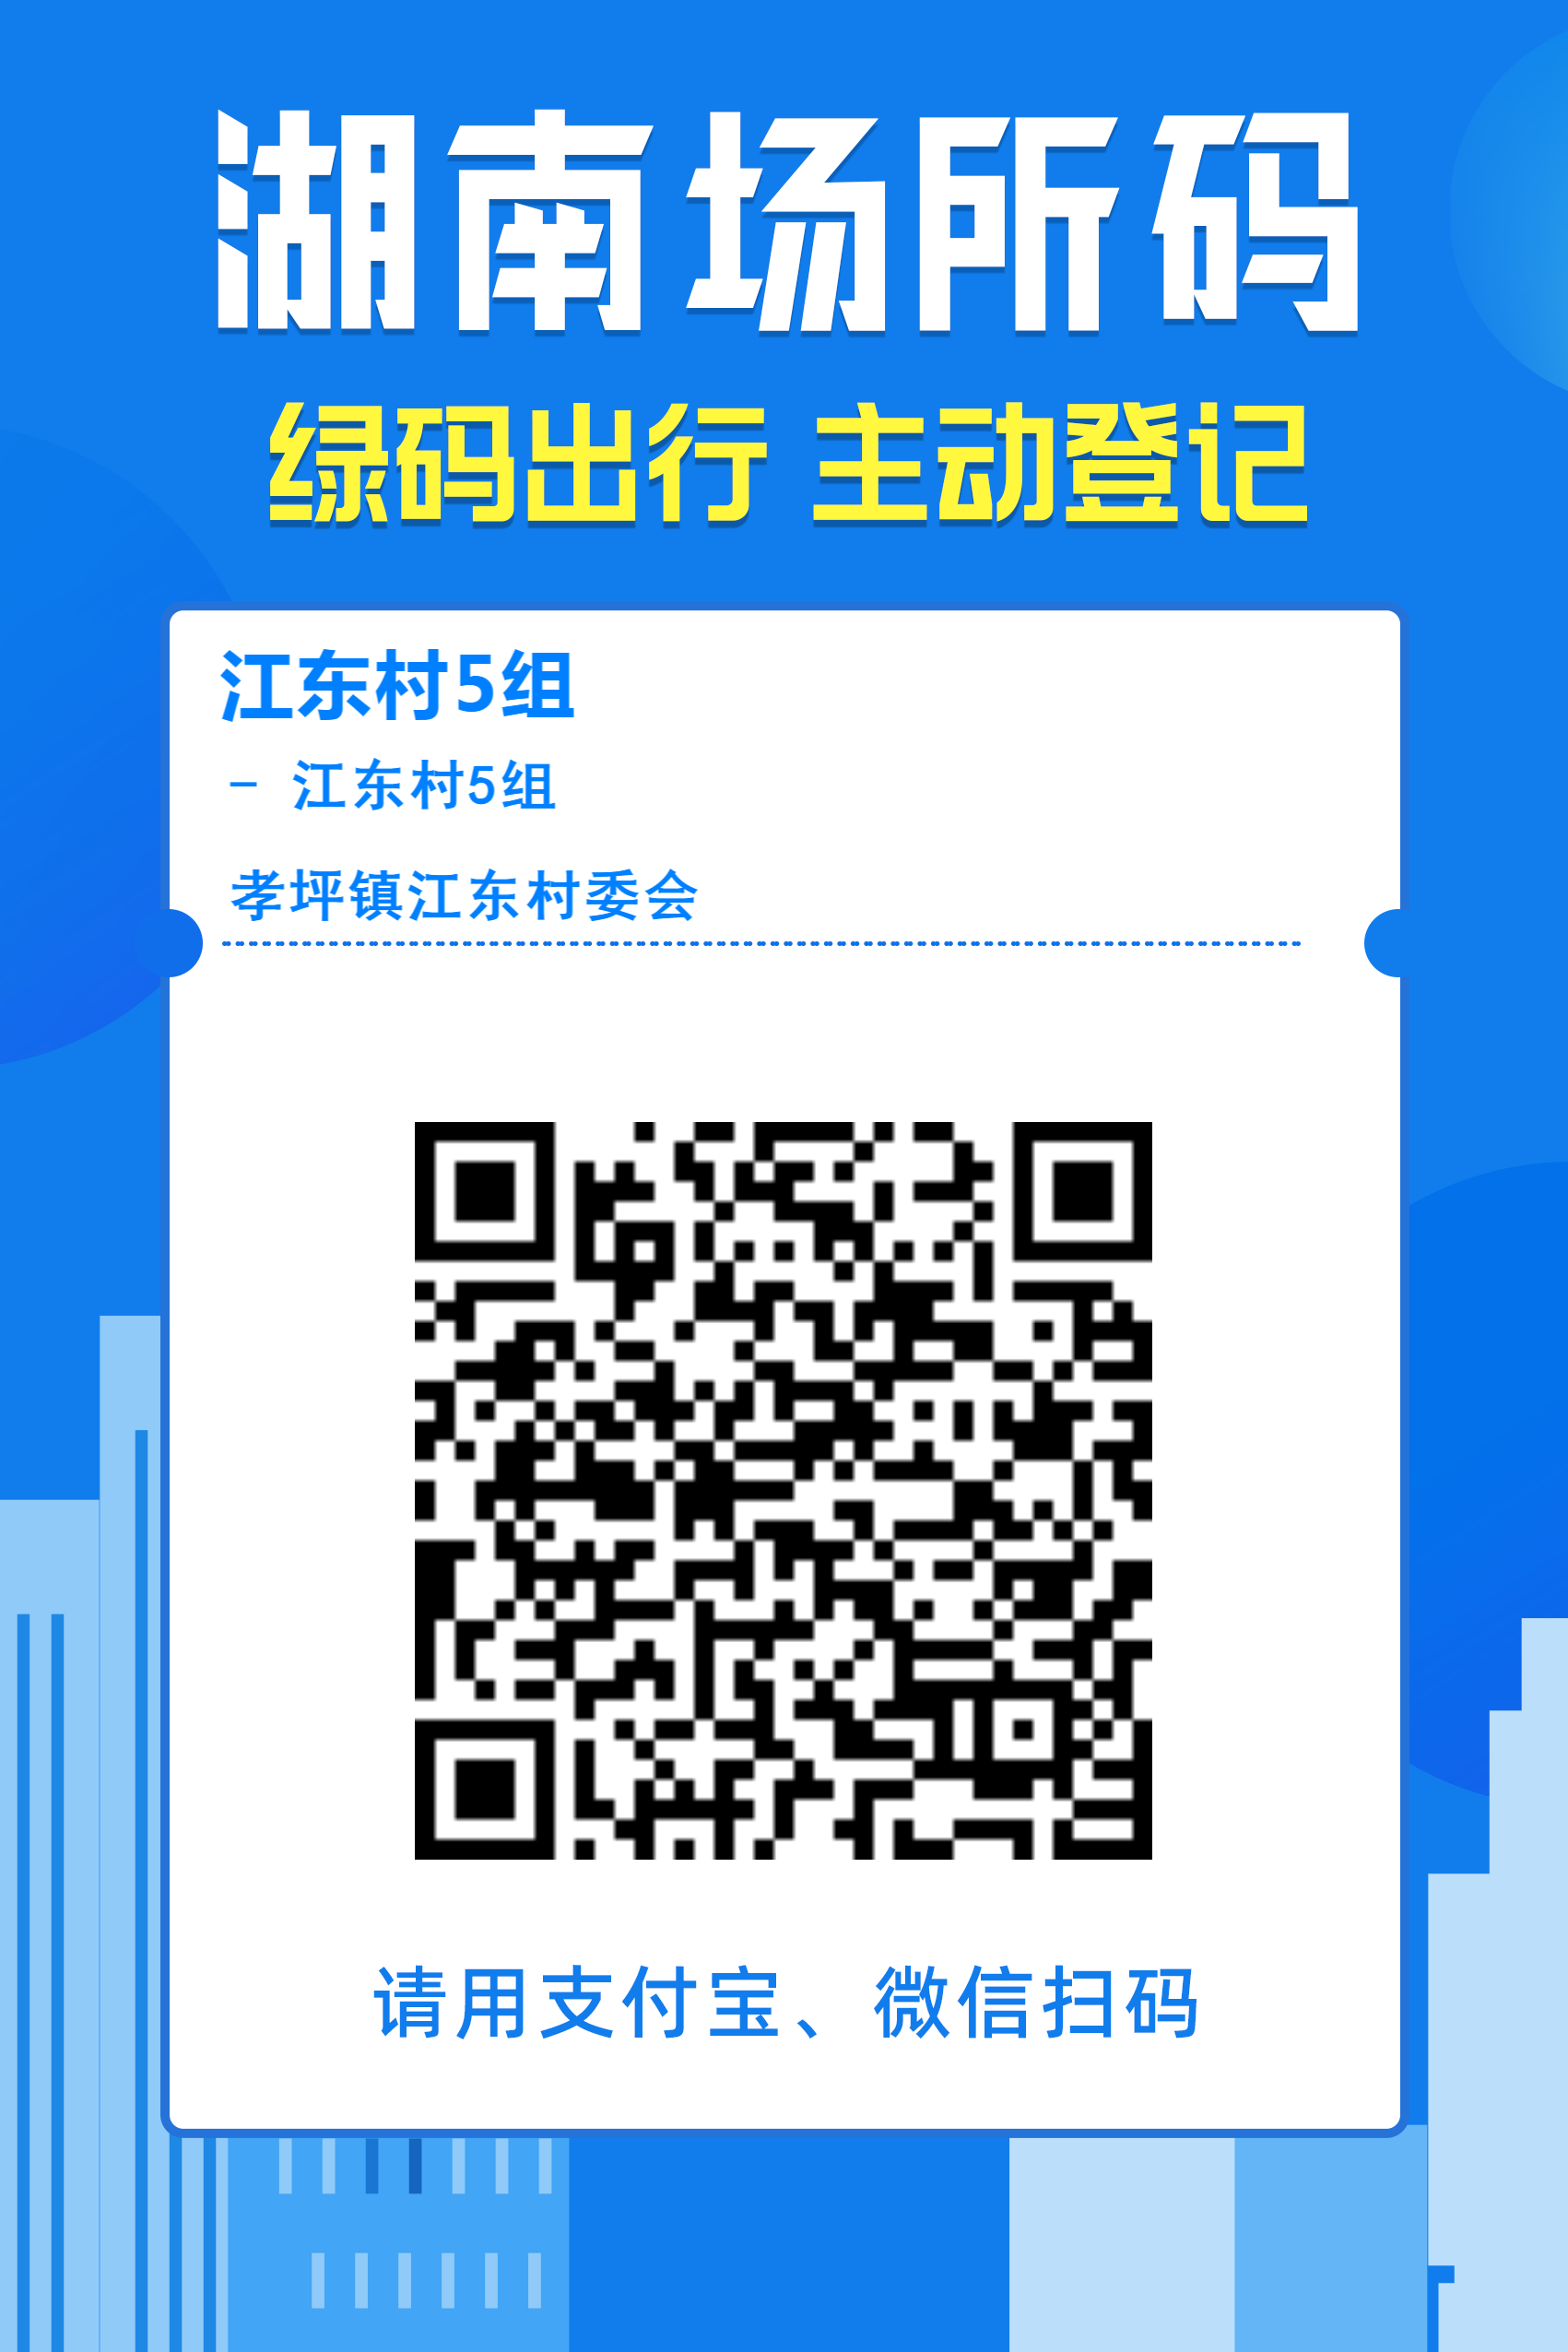 湖南场所码
绿码出行 主动登记
江东村5组
– 江东村5组
孝坪镇江东村委会
请用支付宝、微信扫码